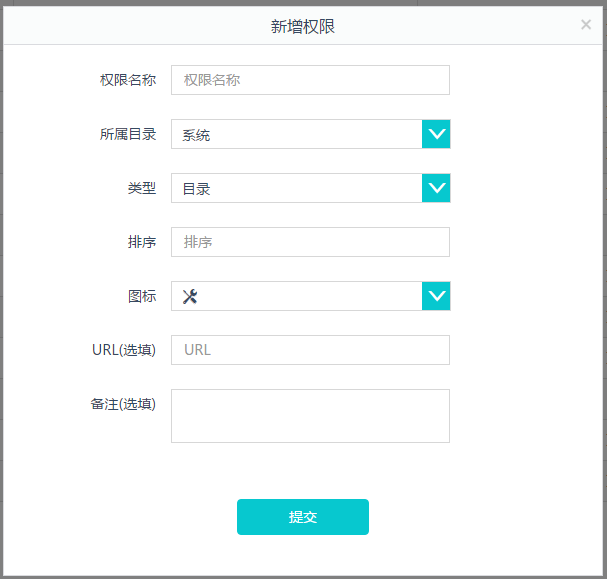 新增权限 ×
权限名称 权限名称
所属目录 系统
类型 目录
排序 排序
图标
URL(选填) URL
备注(选填)
提交